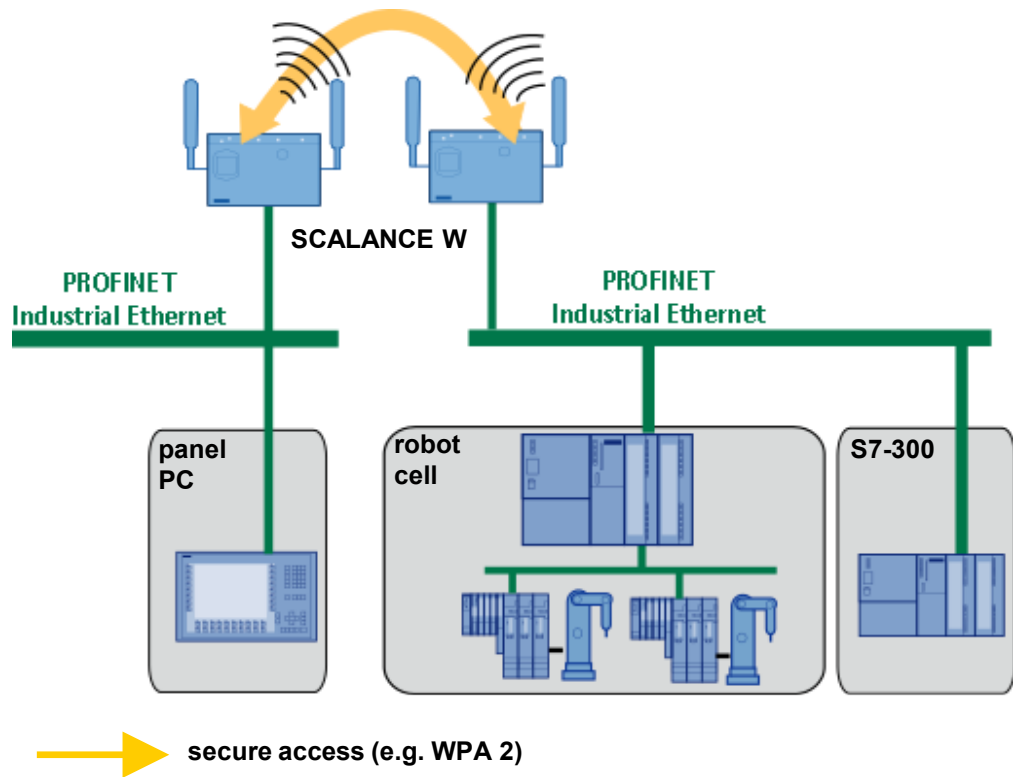 SCALANCE W
PROFINET
Industrial Ethernet
PROFINET
Industrial Ethernet
panel
PC
robot
cell
S7-300
secure access (e.g. WPA 2)